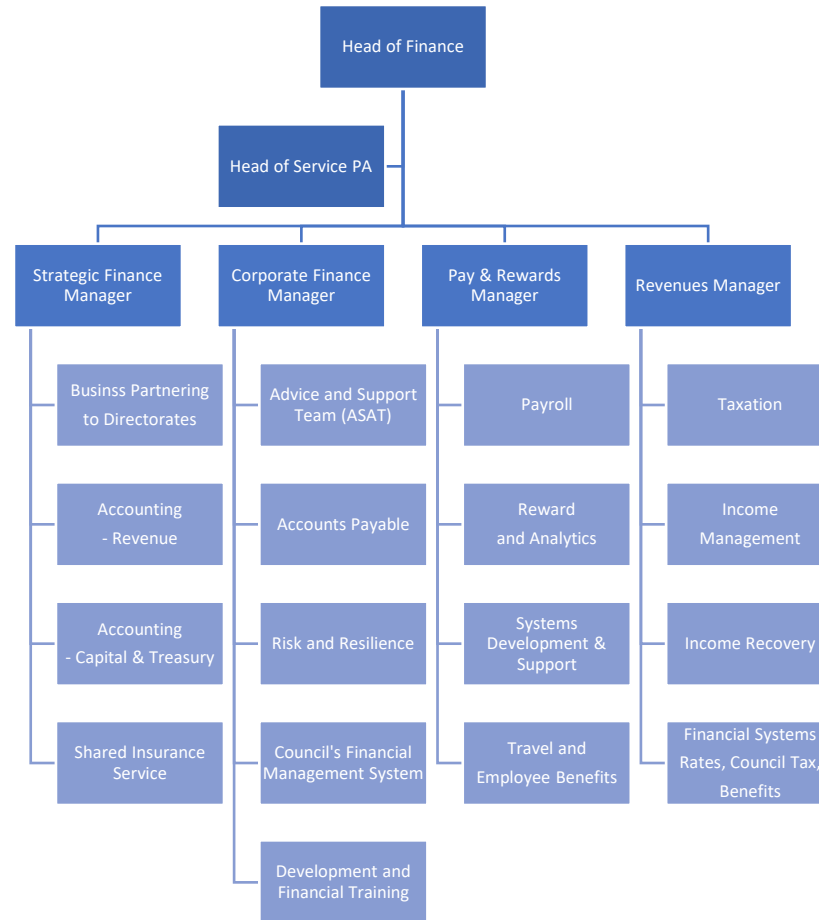 Head of Finance
Head of Service PA
Strategic Finance
Manager
Corporate Finance
Manager
Pay & Rewards
Manager
Revenues Manager
Businss Partnering
to Directorates
Advice and Support
Team (ASAT)
Payroll
Taxation
Accounting
- Revenue
Accounts Payable
Reward
and Analytics
Income
Management
Accounting
- Capital & Treasury
Risk and Resilience
Systems
Development &
Support
Income Recovery
Shared Insurance
Service
Council's Financial
Management System
Travel and
Employee Benefits
Financial Systems
Rates, Council Tax,
Benefits
Development and
Financial Training